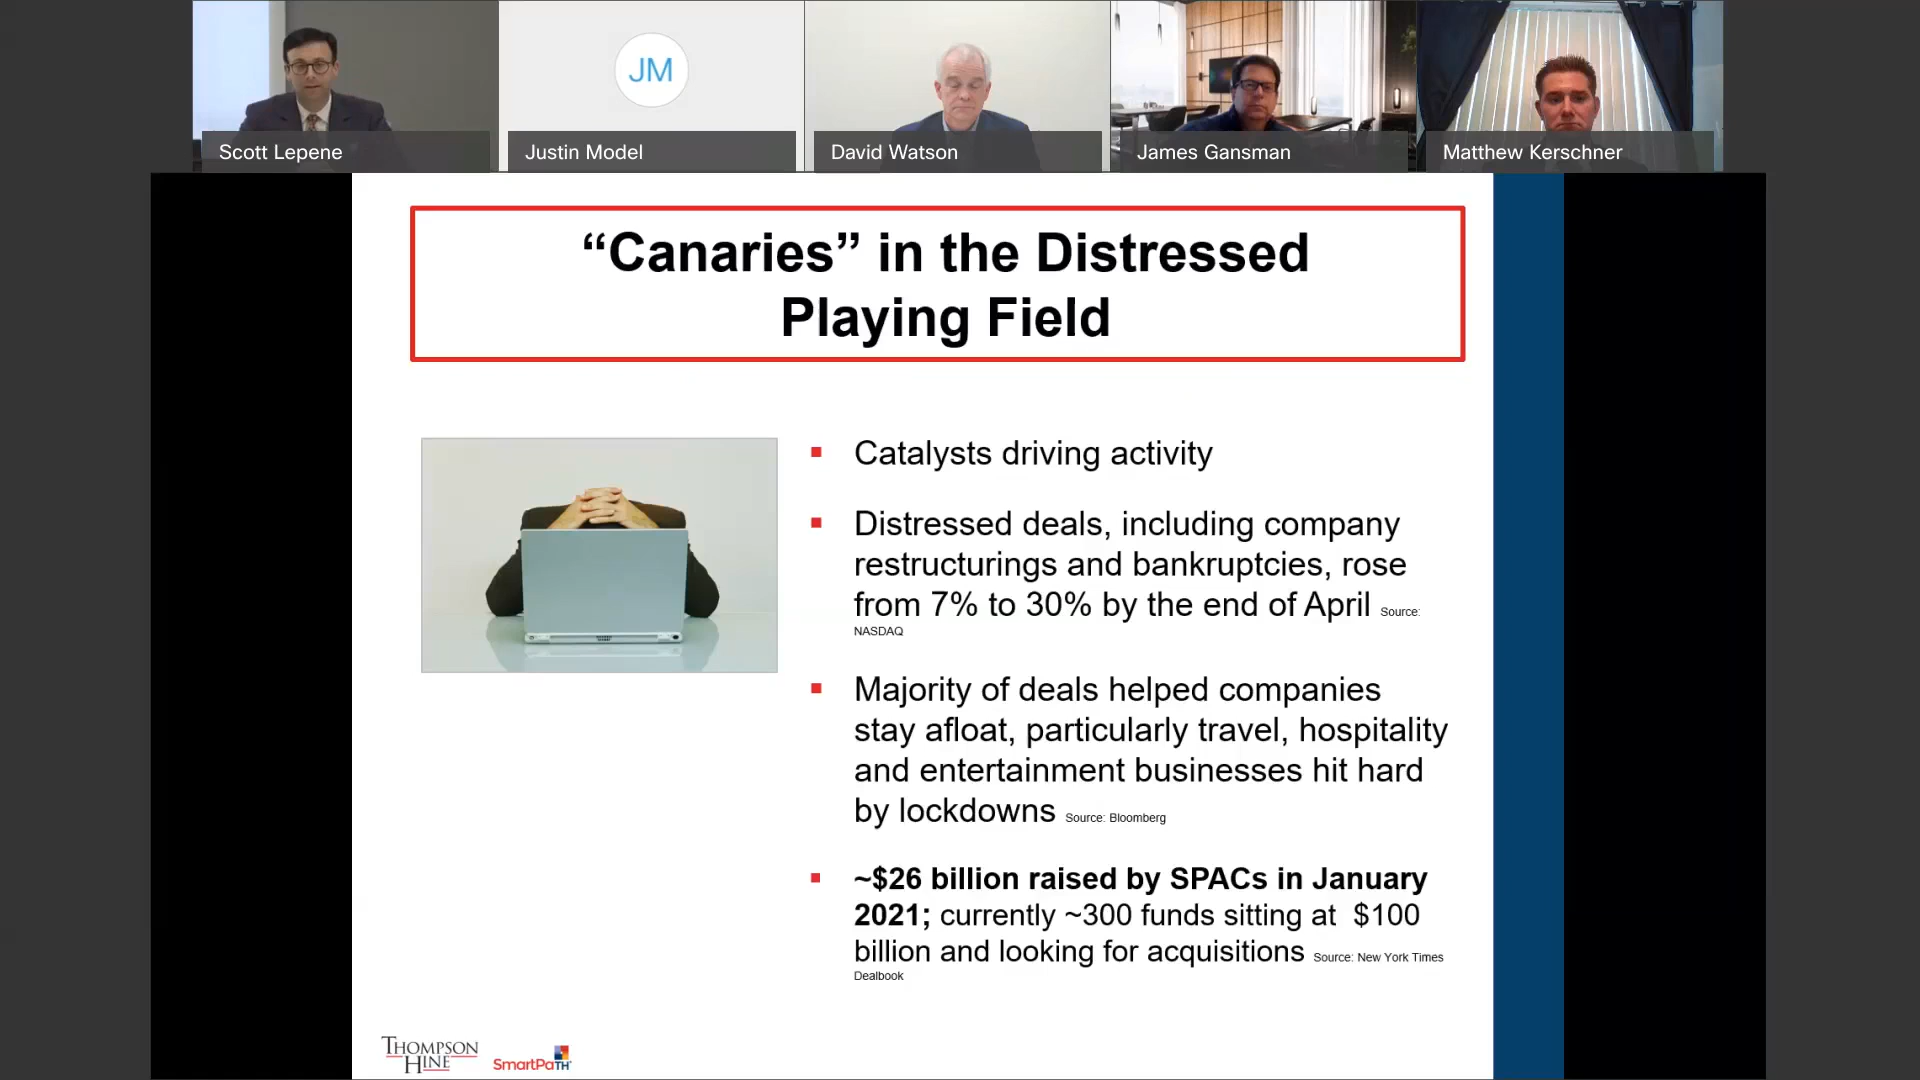 Scott Lepene
JM
Justin Model
David Watson
James Gansman
Matthew Kerschner
“Canaries” in the Distressed
Playing Field
Catalysts driving activity
Distressed deals, including company
restructurings and bankruptcies, rose
from 7% to 30% by the end of April Source:
NASDAQ
Majority of deals helped companies
stay afloat, particularly travel, hospitality
and entertainment businesses hit hard
by lockdowns Source: Bloomberg
~$26 billion raised by SPACs in January
2021; currently ~300 funds sitting at $100
billion and looking for acquisitions Source: New York Times
Dealbook
THOMPSON
HINE
SmartPaTH